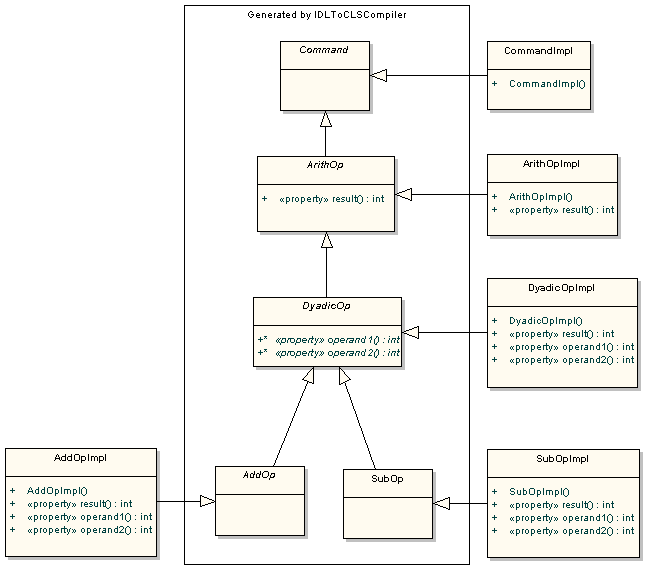 Generated by IDLToCLSCompiler
Command
CommandImpl
+ CommandImpl()
ArithOp
+ «property» result() : int
ArithOpImpl
+ ArithOpImpl()
+ «property» result() : int
DyadicOp
+* «property» operand1() : int
+* «property» operand2() : int
DyadicOpImpl
+ DyadicOpImpl()
+ «property» result() : int
+ «property» operand1() : int
+ «property» operand2() : int
AddOpImpl
+ AddOpImpl()
+ «property» result() : int
+ «property» operand1() : int
+ «property» operand2() : int
AddOp
SubOp
SubOpImpl
+ SubOpImpl()
+ «property» result() : int
+ «property» operand1() : int
+ «property» operand2() : int